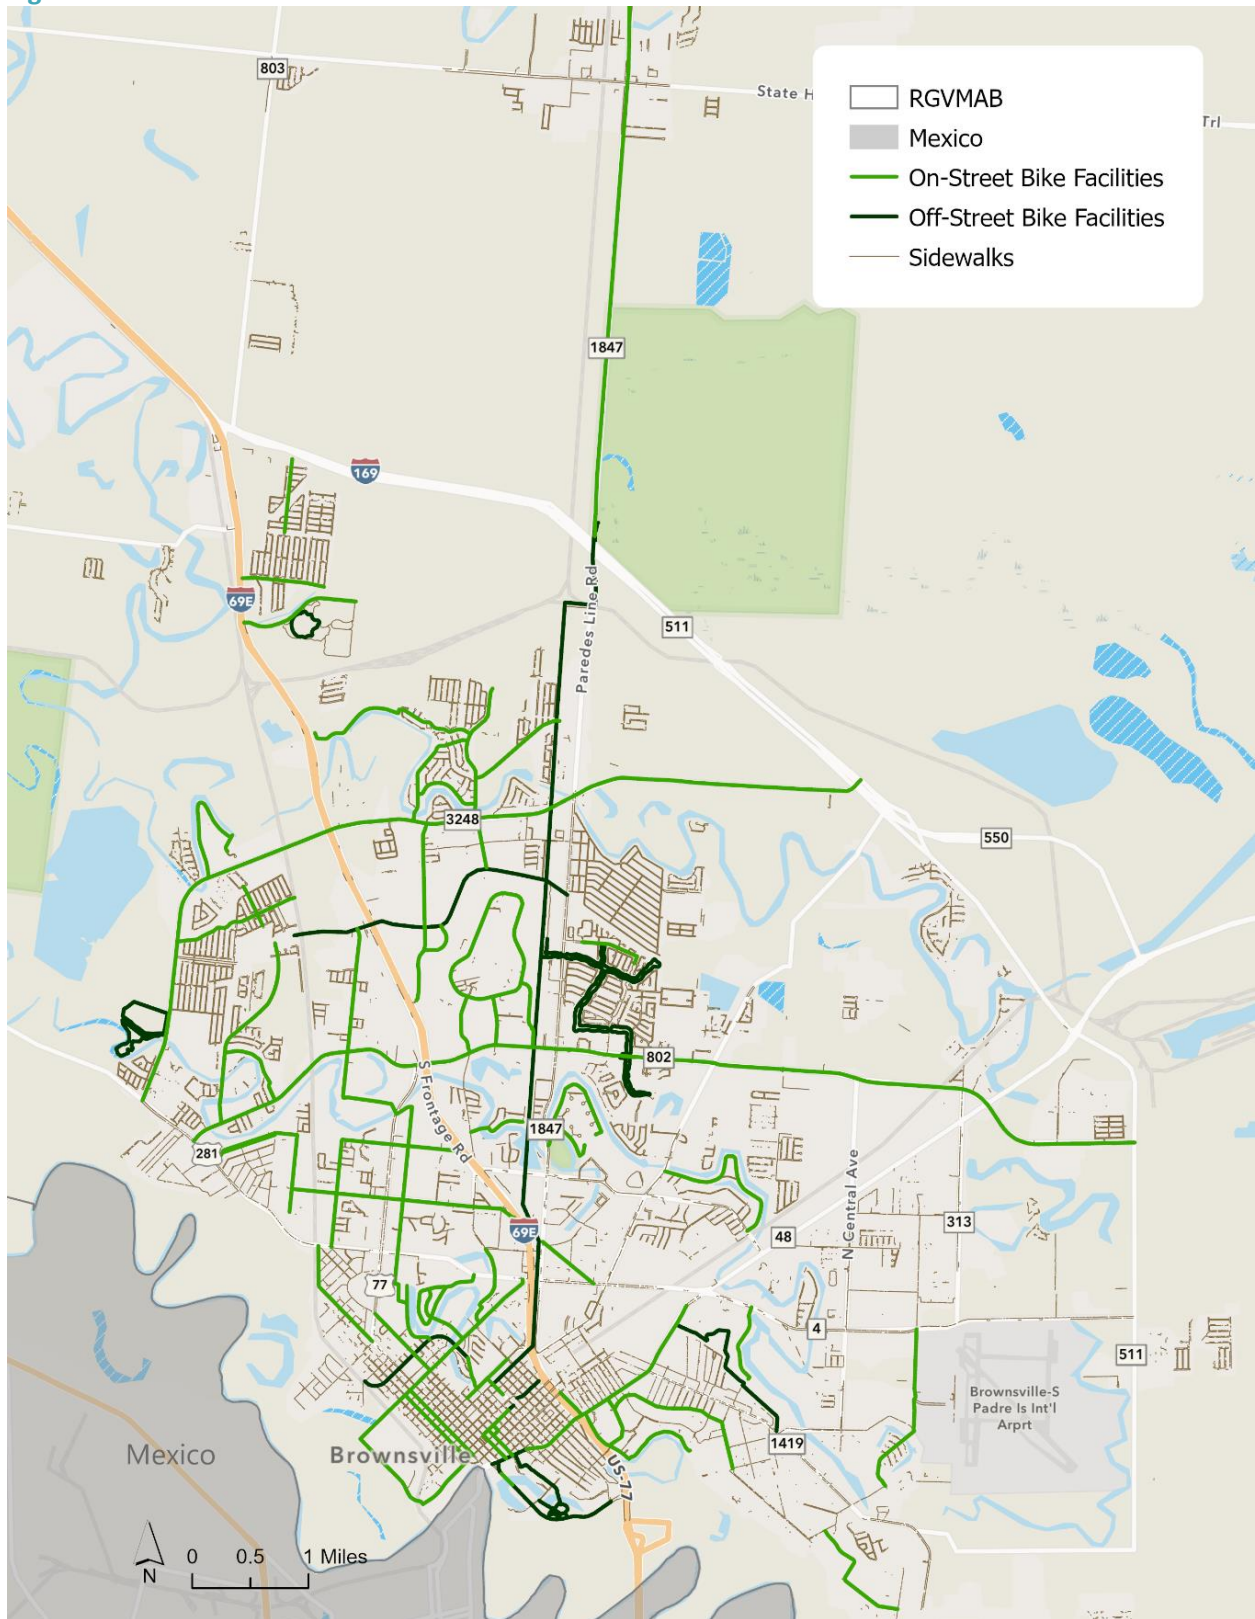 803
State H
Trl
RGVMAB
Mexico
On-Street Bike Facilities
Off-Street Bike Facilities
Sidewalks
1847
169
69E
Paredes Line Rd
511
3248
550
802
S Frontage Rd
1847
281
N Central Ave
313
69E
48
77
4
511
Brownsville-S
Padre Is Int'l
Arprt
1419
Mexico
Brownsville
US-77
0 0.5 1 Miles
N